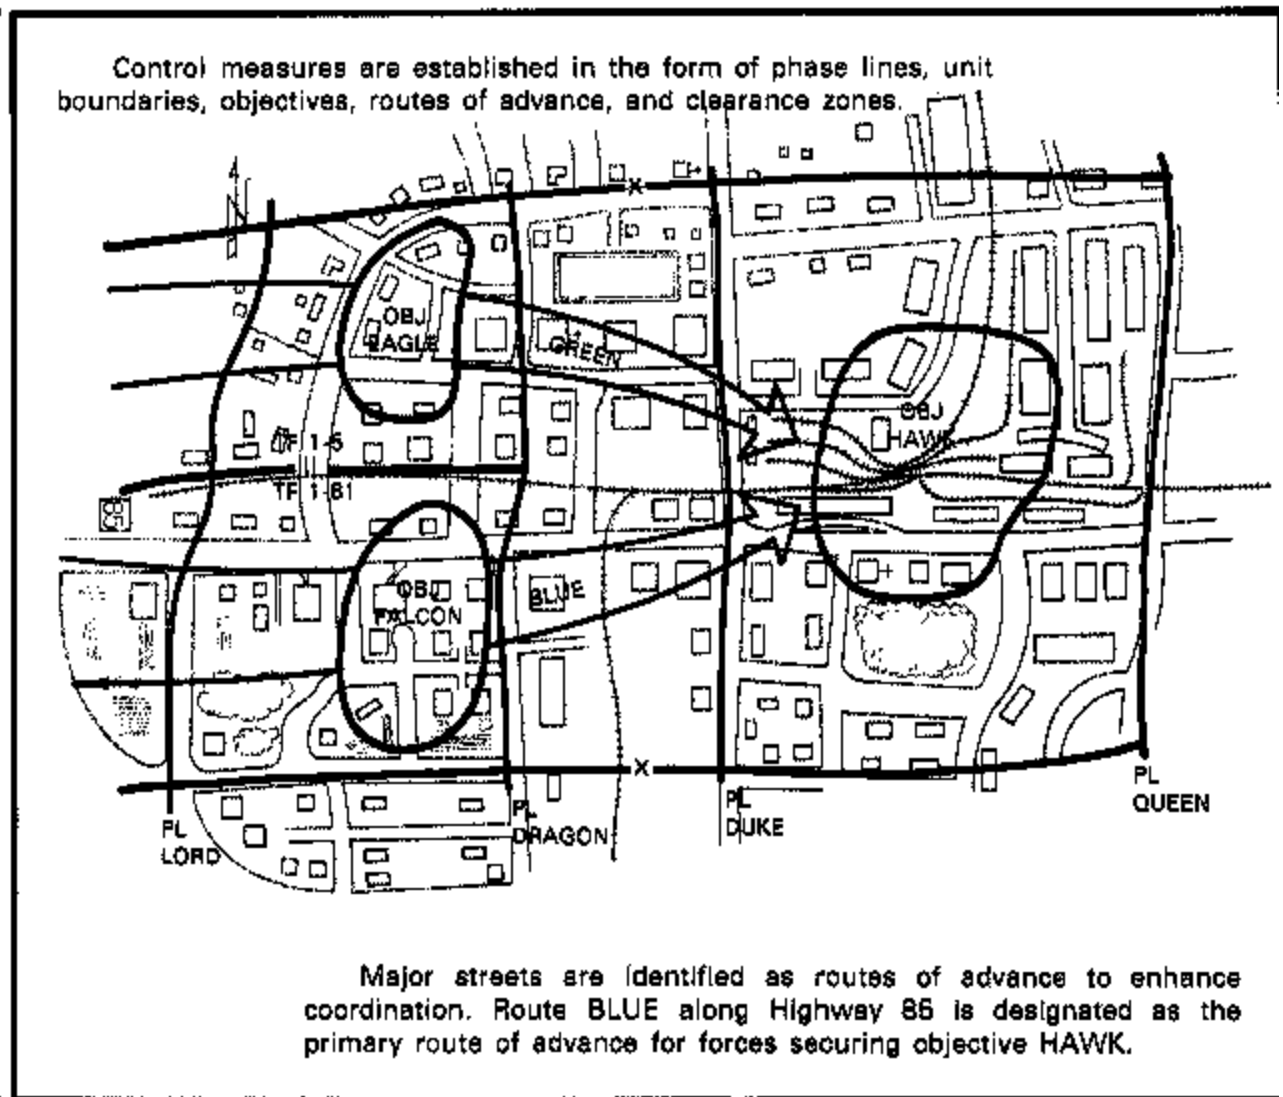 Control measures are established in the form of phase lines, unit
boundaries, objectives, routes of advance, and clearance zones.
4
X
OBJ
EAGLE
GREEN
OBJ
HAWK
TF 1-5
TF 1-81
85
OBJ
FALCON
BLUE
X
PL
LORD
PL
DRAGON
PL
DUKE
PL
QUEEN
Major streets are identified as routes of advance to enhance
coordination. Route BLUE along Highway 85 is designated as the
primary route of advance for forces securing objective HAWK.